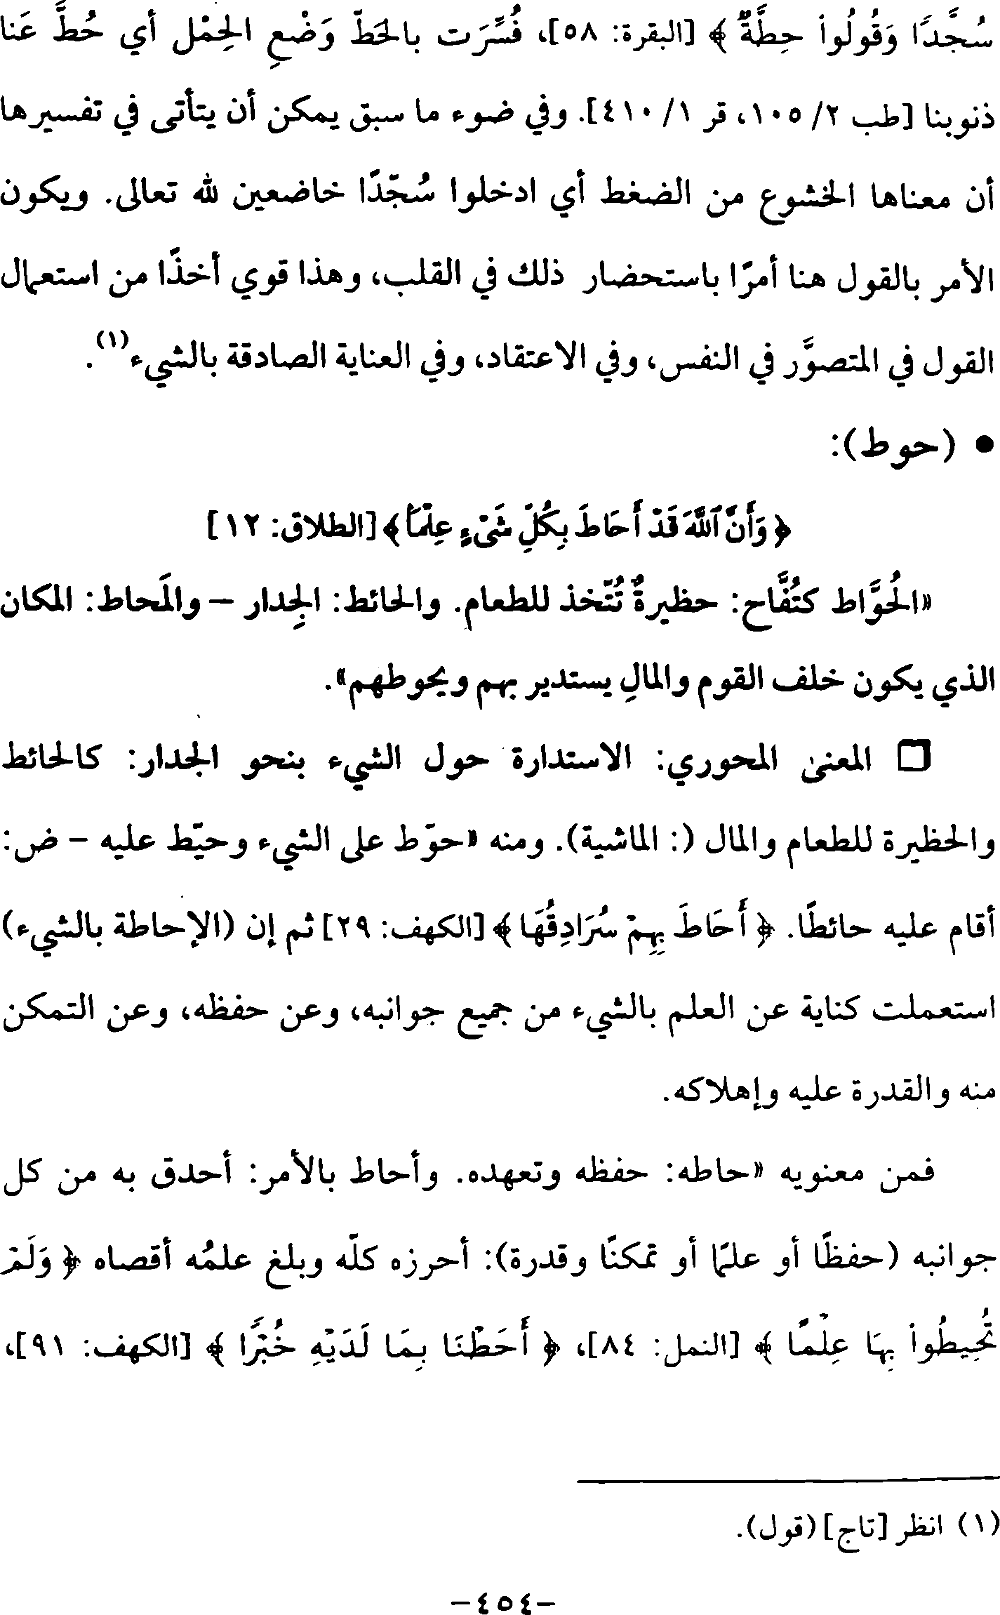 سُجَّدًا وَقُولُوا۟ حِطَّةٌ ﴾ [البقرة: ٥٨]، فُسِّرَت بالحَطّ وَضْعِ الحِمْل أي حُطَّ عَنا
ذنوبنا [طب ٢/ ١٠٥، قر ١/ ٤١٠]. وفي ضوء ما سبق يمكن أن يتأتى في تفسيرها
أن معناها الخشوع من الضغط أي ادخلوا سُجّدًا خاضعين لله تعالى. ويكون
الأمر بالقول هنا أمرًا باستحضار ذلك في القلب، وهذا قوي أخذًا من استعمال
القول في المتصوَّر في النفس، وفي الاعتقاد، وفي العناية الصادقة بالشيء(١).
• (حوط):
﴿ وَأَنَّ ٱللَّهَ قَدْ أَحَاطَ بِكُلِّ شَىْءٍ عِلْمًا ﴾ [الطلاق: ١٢]
«الحُوَّاط كتُفَّاح: حظيرةٌ تُتّخذ للطعام. والحائط: الجِدار – والمَحاط: المكان
الذي يكون خلف القوم والمالِ يستدير بهم ويحوطهم».
❒ المعنىٰ المحوري: الاستدارة حول الشيء بنحو الجدار: كالحائط
والحظيرة للطعام والمال (: الماشية). ومنه «حوّط على الشيء وحيّط عليه – ض:
أقام عليه حائطًا. ﴿ أَحَاطَ بِهِمْ سُرَادِقُهَا ﴾ [الكهف: ٢٩] ثم إن (الإحاطة بالشيء)
استعملت كناية عن العلم بالشيء من جميع جوانبه، وعن حفظه، وعن التمكن
منه والقدرة عليه وإهلاكه.
فمن معنويه «حاطه: حفظه وتعهده. وأحاط بالأمر: أحدق به من كل
جوانبه (حفظًا أو علمًا أو تمكنًا وقدرة): أحرزه كلّه وبلغ علمُه أقصاه ﴿ وَلَمْ
تُحِيطُوا۟ بِهَا عِلْمًا ﴾ [النمل: ٨٤]، ﴿ أَحَطْنَا بِمَا لَدَيْهِ خُبْرًا ﴾ [الكهف: ٩١]،
(١) انظر [تاج] (قول).
-٤٥٤-